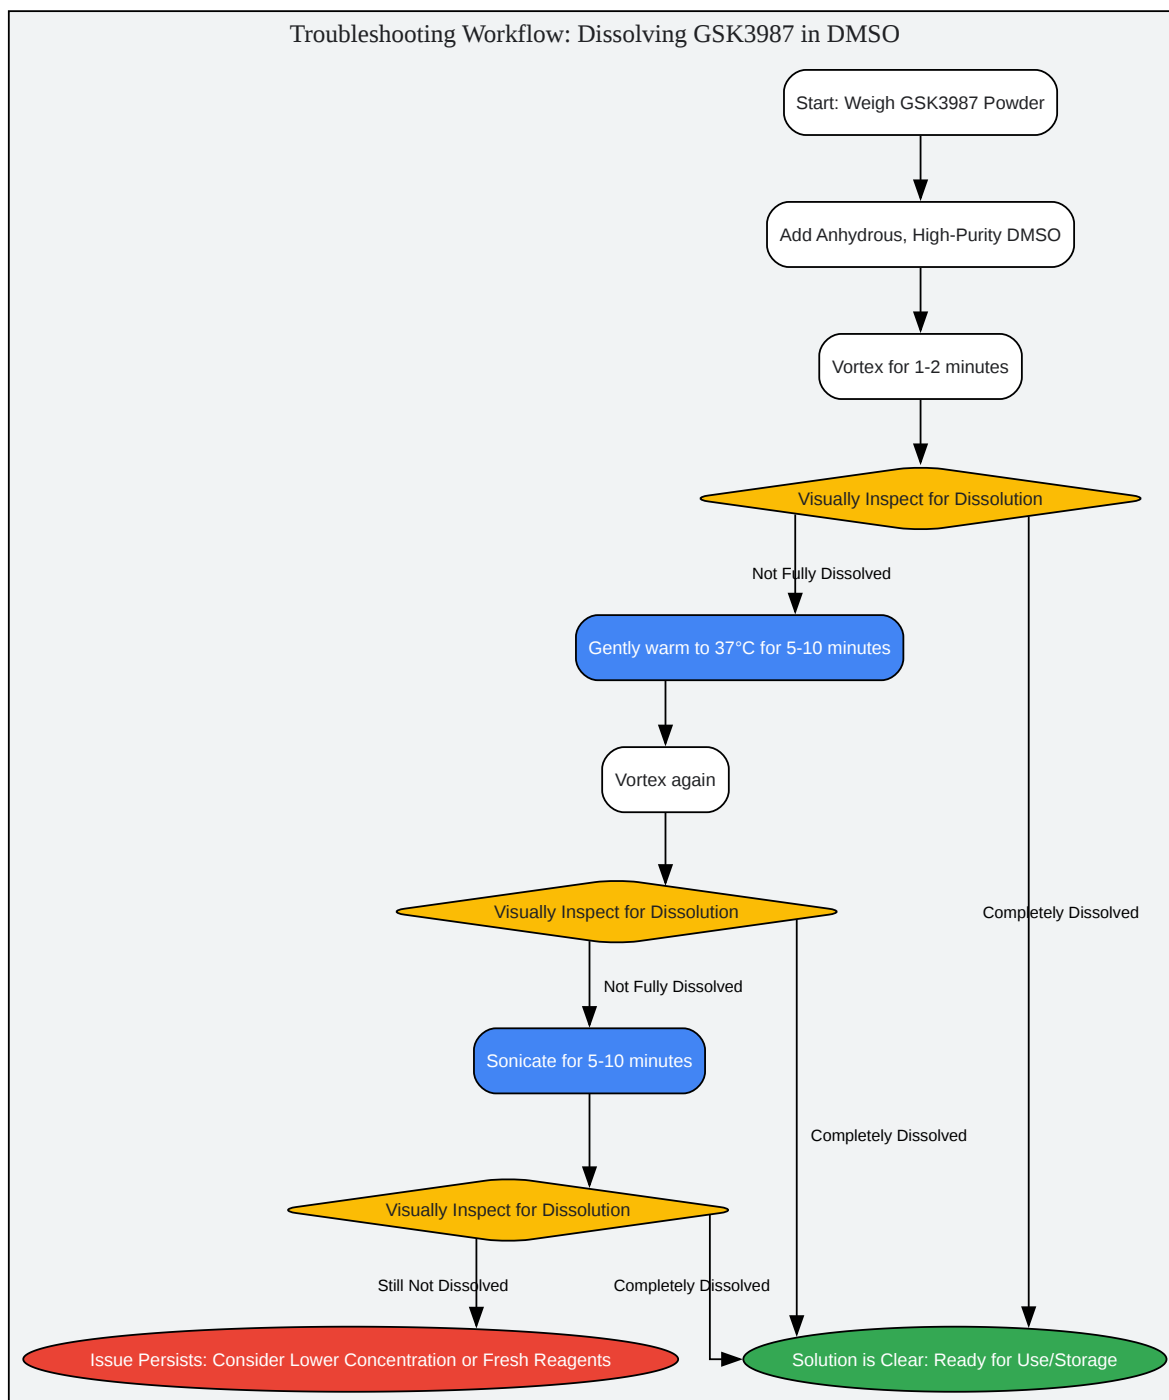 Troubleshooting Workflow: Dissolving GSK3987 in DMSO
Start: Weigh GSK3987 Powder
Add Anhydrous, High-Purity DMSO
Vortex for 1-2 minutes
Visually Inspect for Dissolution
Not Fully Dissolved
Gently warm to 37°C for 5-10 minutes
Vortex again
Visually Inspect for Dissolution
Completely Dissolved
Not Fully Dissolved
Sonicate for 5-10 minutes
Completely Dissolved
Visually Inspect for Dissolution
Still Not Dissolved
Completely Dissolved
Issue Persists: Consider Lower Concentration or Fresh Reagents
Solution is Clear: Ready for Use/Storage